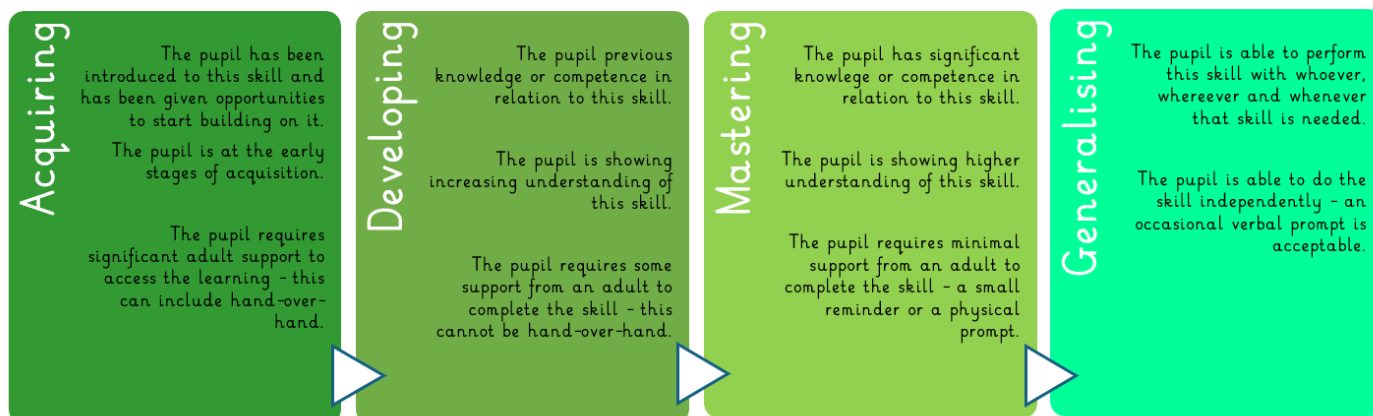 Acquiring
The pupil has been
introduced to this skill and
has been given opportunities
to start building on it.
The pupil is at the early
stages of acquisition.
The pupil requires
significant adult support to
access the learning - this
can include hand-over-
hand.
Developing
The pupil previous
knowledge or competence in
relation to this skill.
The pupil is showing
increasing understanding of
this skill.
The pupil requires some
support from an adult to
complete the skill - this
cannot be hand-over-hand.
Mastering
The pupil has significant
knowlege or competence in
relation to this skill.
The pupil is showing higher
understanding of this skill.
The pupil requires minimal
support from an adult to
complete the skill - a small
reminder or a physical
prompt.
Generalising
The pupil is able to perform
this skill with whoever,
whereever and whenever
that skill is needed.
The pupil is able to do the
skill independently - an
occasional verbal prompt is
acceptable.